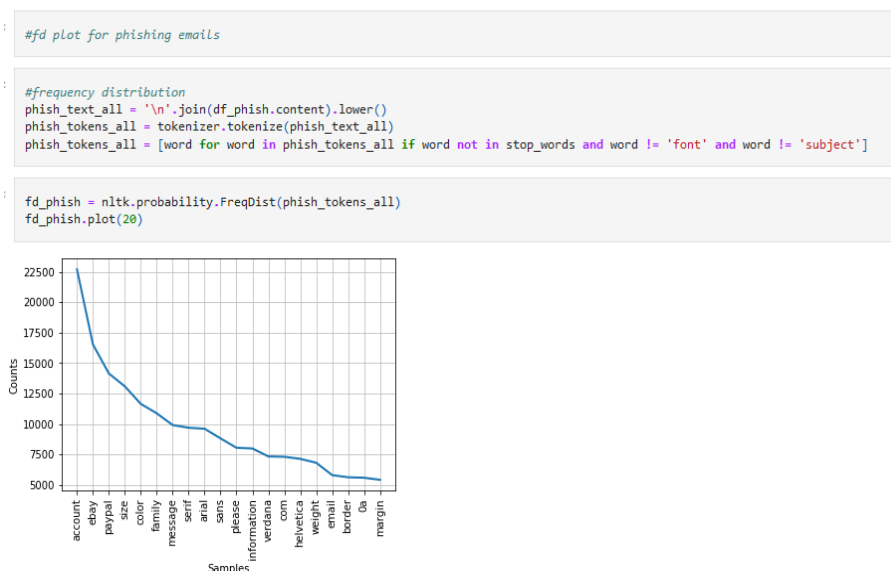 #fd plot for phishing emails
#frequency distribution
phish_text_all = '\n'.join(df_phish.content).lower()
phish_tokens_all = tokenizer.tokenize(phish_text_all)
phish_tokens_all = [word for word in phish_tokens_all if word not in stop_words and word != 'font' and word != 'subject']
fd_phish = nltk.probability.FreqDist(phish_tokens_all)
fd_phish.plot(20)
22500
20000
17500
15000
12500
10000
7500
5000
Counts
account
ebay
paypal
size
color
family
message
serif
arial
sans
please
information
verdana
com
helvetica
weight
email
border
0a
margin
Samples